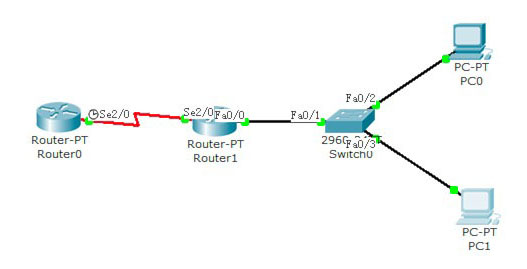 Se2/0
Router-PT
Router0
Se2/0
Fa0/0
Router-PT
Router1
Fa0/1
Fa0/2
Fa0/3
Switch0
PC-PT
PC0
PC-PT
PC1